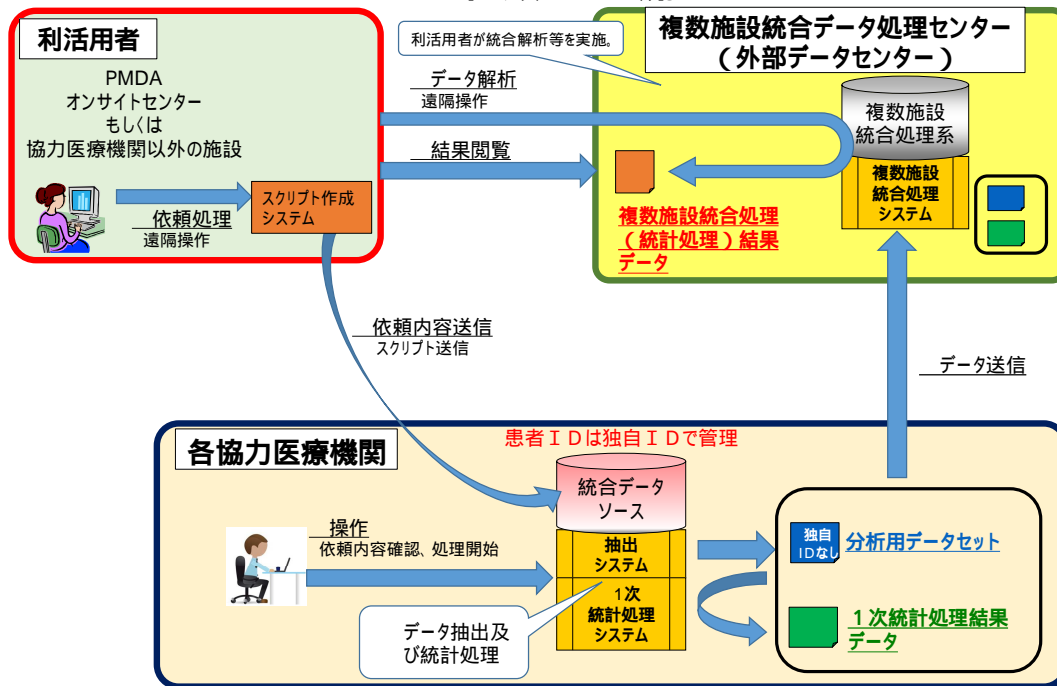 利活用者
PMDA
オンサイトセンター
もしくは
協力医療機関以外の施設
依頼処理
遠隔操作
スクリプト作成
システム
データ解析
遠隔操作
結果閲覧
利活用者が統合解析等を実施。
複数施設統合データ処理センター
(外部データセンター)
複数施設
統合処理系
複数施設
統合処理
システム
複数施設統合処理
(統計処理)結果
データ
依頼内容送信
スクリプト送信
データ送信
各協力医療機関
患者IDは独自IDで管理
統合データ
ソース
操作
依頼内容確認、処理開始
抽出
システム
1次
統計処理
システム
データ抽出及
び統計処理
独自
IDなし
分析用データセット
1次統計処理結果
データ